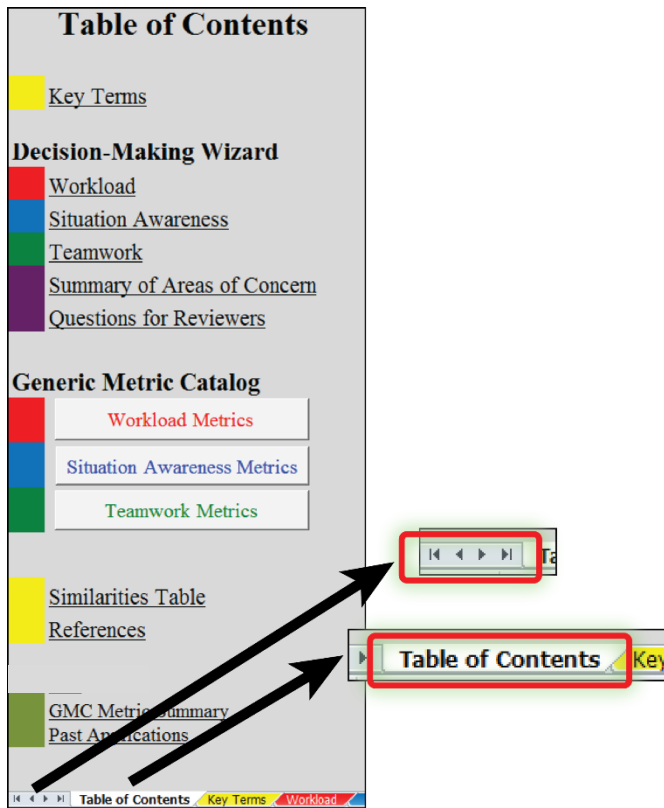 Table of Contents
Key Terms
Decision-Making Wizard
Workload
Situation Awareness
Teamwork
Summary of Areas of Concern
Questions for Reviewers
Generic Metric Catalog
Workload Metrics
Situation Awareness Metrics
Teamwork Metrics
Similarities Table
References
GMC Metric Summary
Past Applications
Table of Contents Key Terms Workload
Ta
Table of Contents Key